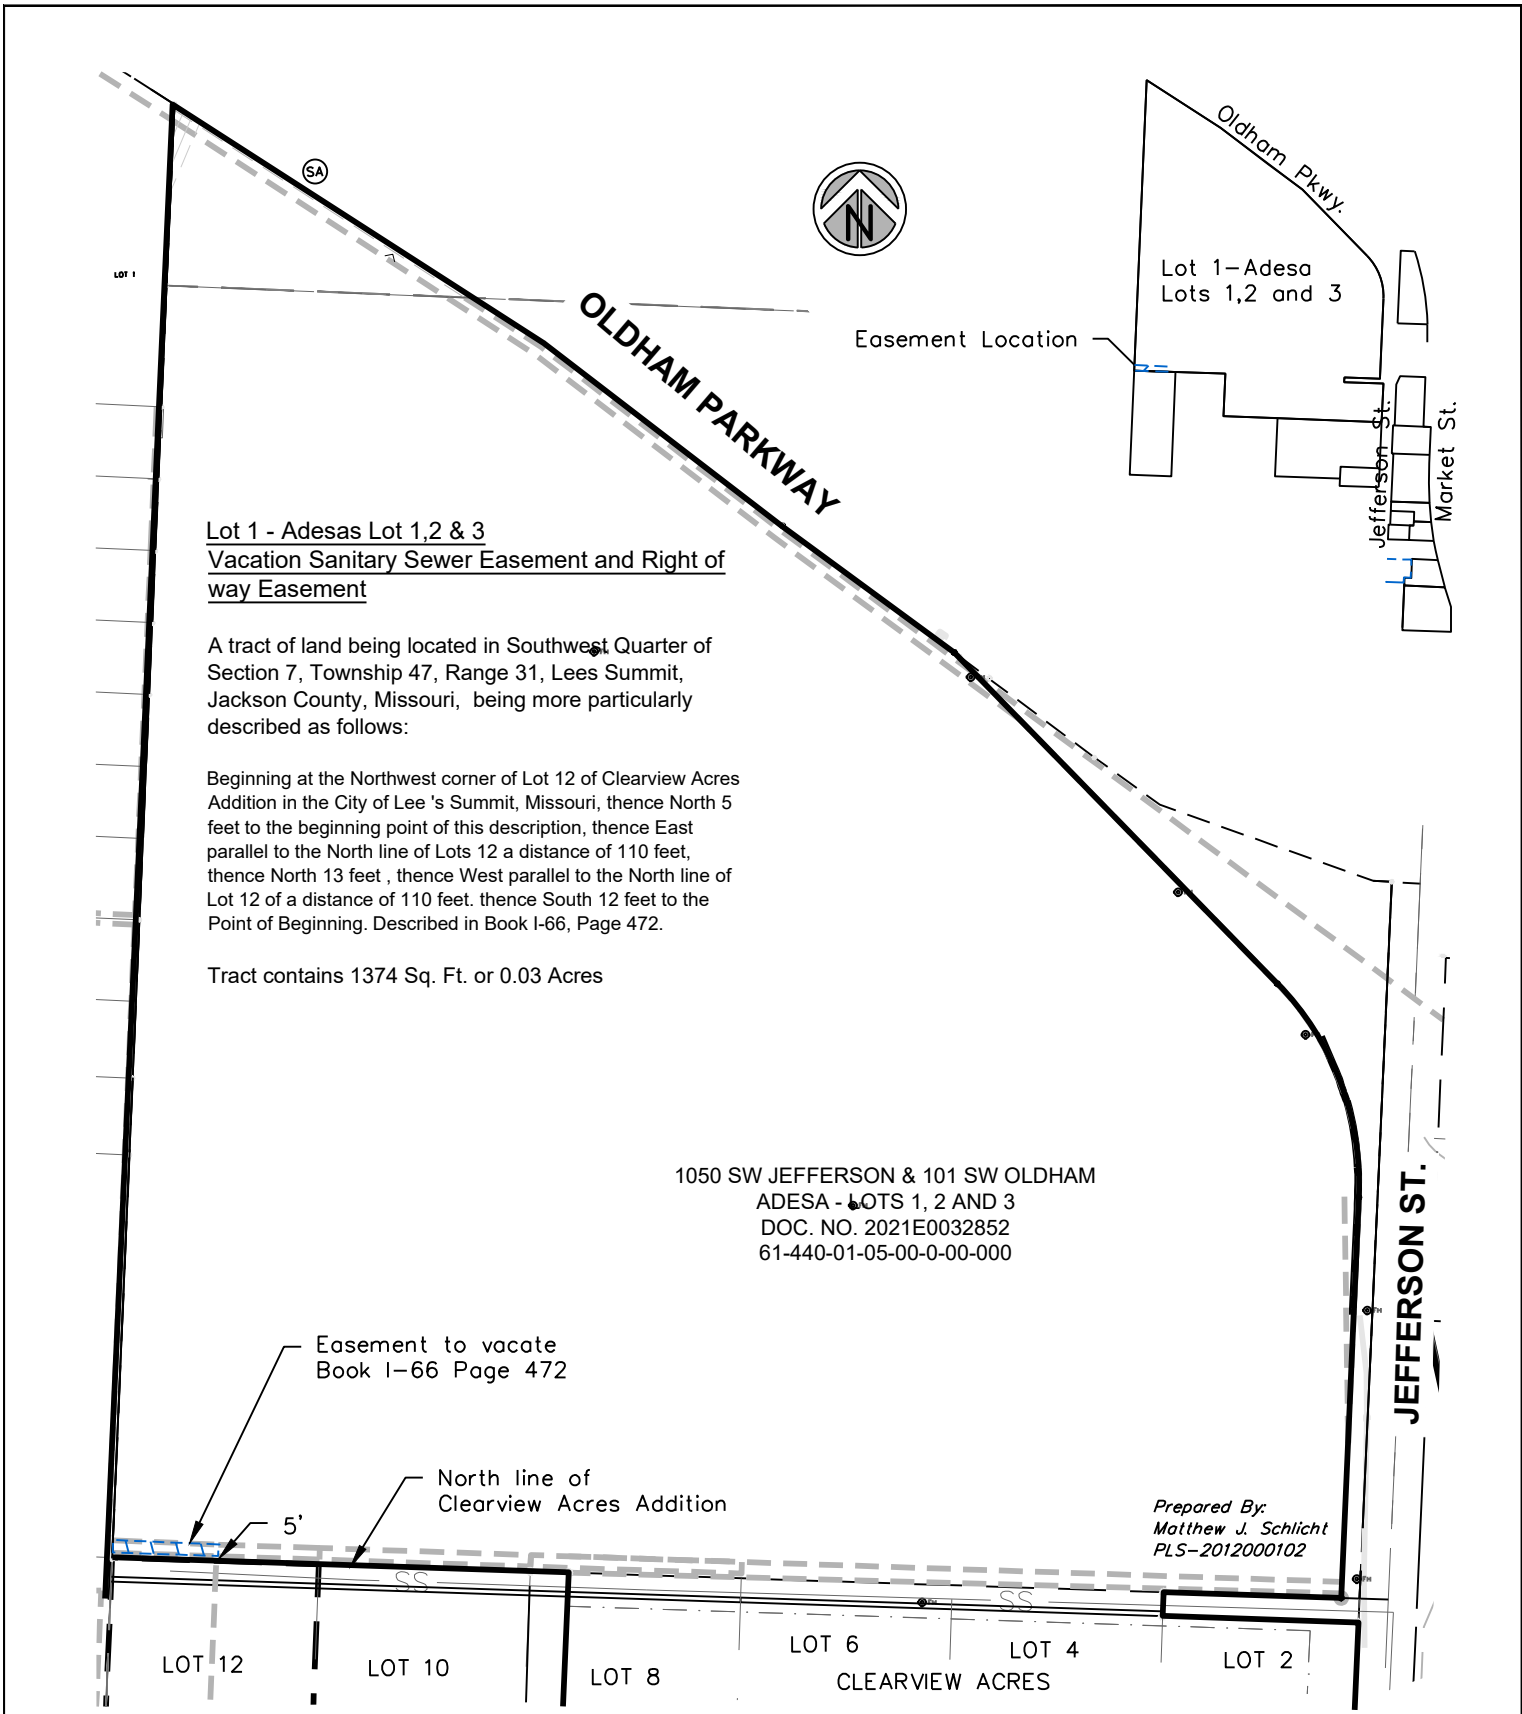 SA
N
Oldham Pkwy.
LOT 1
Lot 1-Adesa
Lots 1,2 and 3
OLDHAM PARKWAY
Easement Location
Jefferson St.
Market St.
Lot 1 - Adesas Lot 1,2 & 3
Vacation Sanitary Sewer Easement and Right of
way Easement
A tract of land being located in Southwest Quarter of
Section 7, Township 47, Range 31, Lees Summit,
Jackson County, Missouri, being more particularly
described as follows:
Beginning at the Northwest corner of Lot 12 of Clearview Acres
Addition in the City of Lee 's Summit, Missouri, thence North 5
feet to the beginning point of this description, thence East
parallel to the North line of Lots 12 a distance of 110 feet,
thence North 13 feet , thence West parallel to the North line of
Lot 12 of a distance of 110 feet. thence South 12 feet to the
Point of Beginning. Described in Book I-66, Page 472.
Tract contains 1374 Sq. Ft. or 0.03 Acres
1050 SW JEFFERSON & 101 SW OLDHAM
ADESA - LOTS 1, 2 AND 3
DOC. NO. 2021E0032852
61-440-01-05-00-0-00-000
JEFFERSON ST.
FH
Easement to vacate
Book I-66 Page 472
North line of
Clearview Acres Addition
5'
Prepared By:
Matthew J. Schlicht
PLS-2012000102
FH
SS
FH
SS
LOT 12
LOT 10
LOT 8
LOT 6
LOT 4
LOT 2
CLEARVIEW ACRES